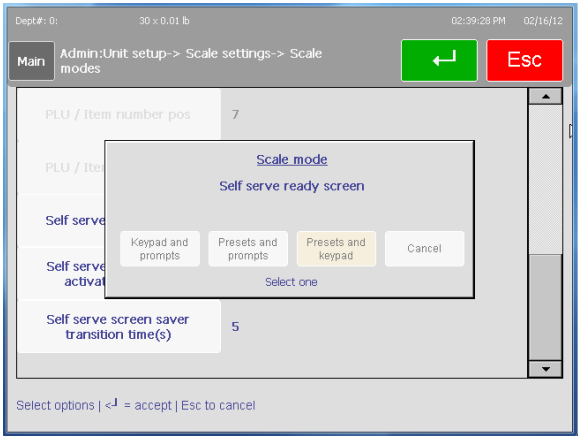 Dept#: 0: 30 x 0.01 lb 02:39:28 PM 02/16/12
Main
Admin:Unit setup-> Scale settings-> Scale
modes
Esc
PLU / Item number pos 7
PLU / Ite
Scale mode
Self serve ready screen
Self serve
Keypad and
prompts
Presets and
prompts
Presets and
keypad
Cancel
Self serve
activat
Select one
Self serve screen saver
transition time(s)
5
Select options | <┘ = accept | Esc to cancel